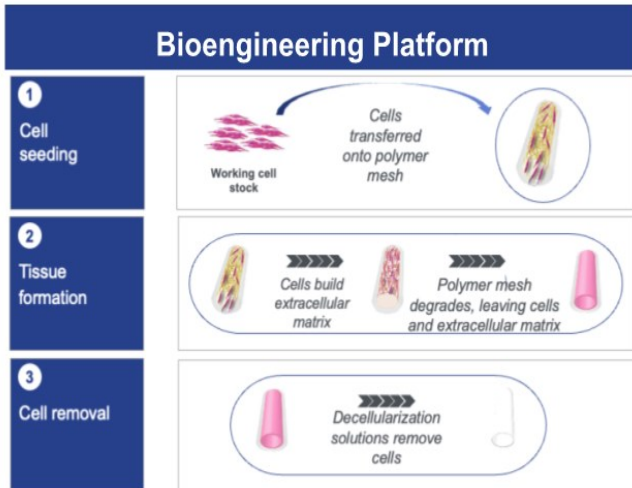 Bioengineering Platform
1
Cell
seeding
Working cell
stock
Cells
transferred
onto polymer
mesh
2
Tissue
formation
Cells build
extracellular
matrix
Polymer mesh
degrades, leaving cells
and extracellular matrix
3
Cell removal
Decellularization
solutions remove
cells